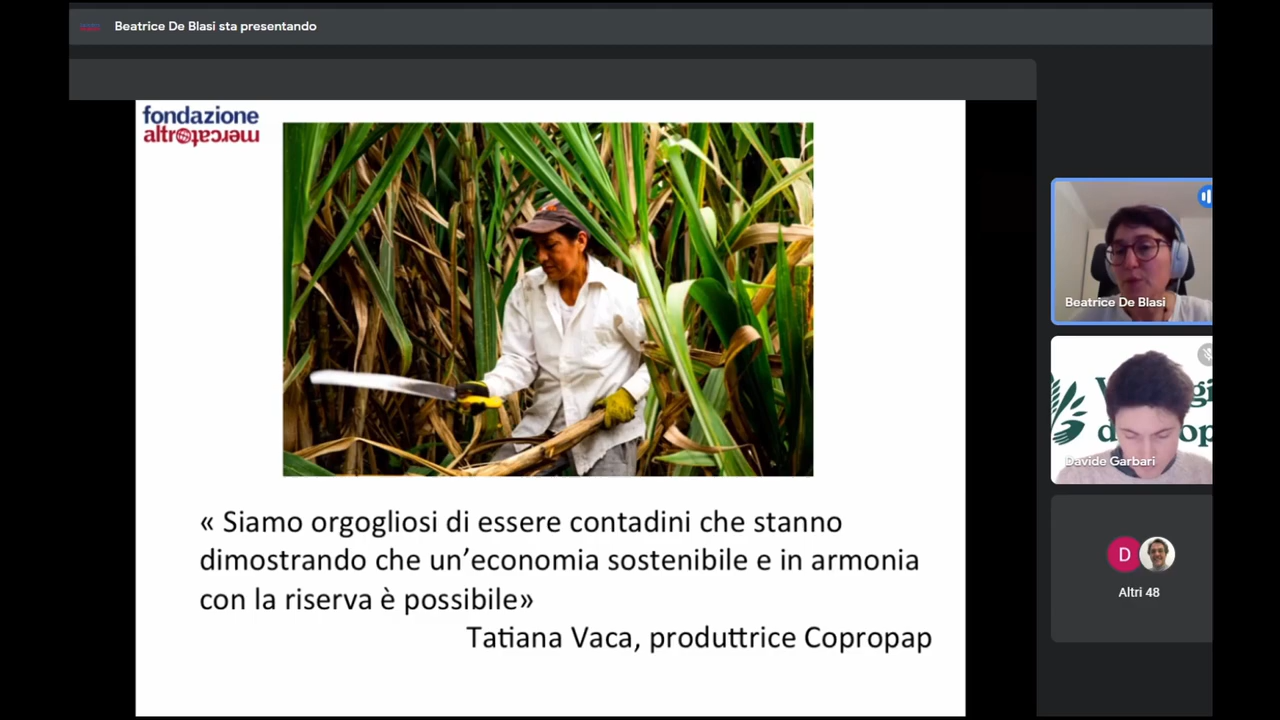 Beatrice De Blasi sta presentando
fondazione
altromercato
« Siamo orgogliosi di essere contadini che stanno
dimostrando che un’economia sostenibile e in armonia
con la riserva è possibile»
Tatiana Vaca, produttrice Copropap
Beatrice De Blasi
Davide Garbari
D
Altri 48